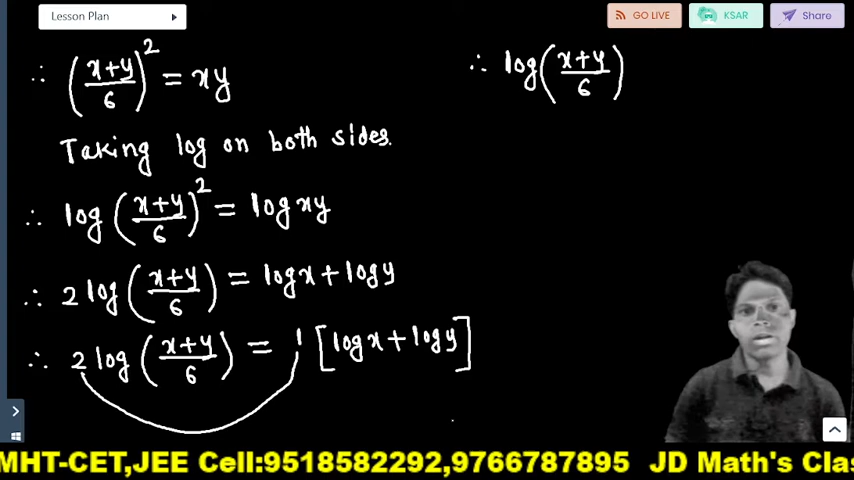 Lesson Plan
GO LIVE
KSAR
Share
∴ (x+y/6)² = xy
Taking log on both sides.
∴ log(x+y/6)² = log xy
∴ 2 log(x+y/6) = log x + log y
∴ 2 log(x+y/6) = 1 [log x + log y]
∴ log(x+y/6)
MHT-CET,JEE Cell:9518582292,9766787895 JD Math's Clas